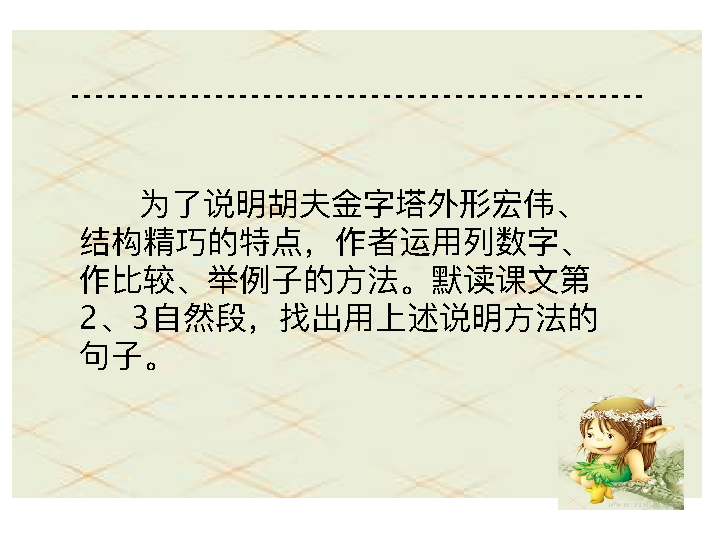 为了说明胡夫金字塔外形宏伟、
结构精巧的特点，作者运用列数字、
作比较、举例子的方法。默读课文第
2、3自然段，找出用上述说明方法的
句子。